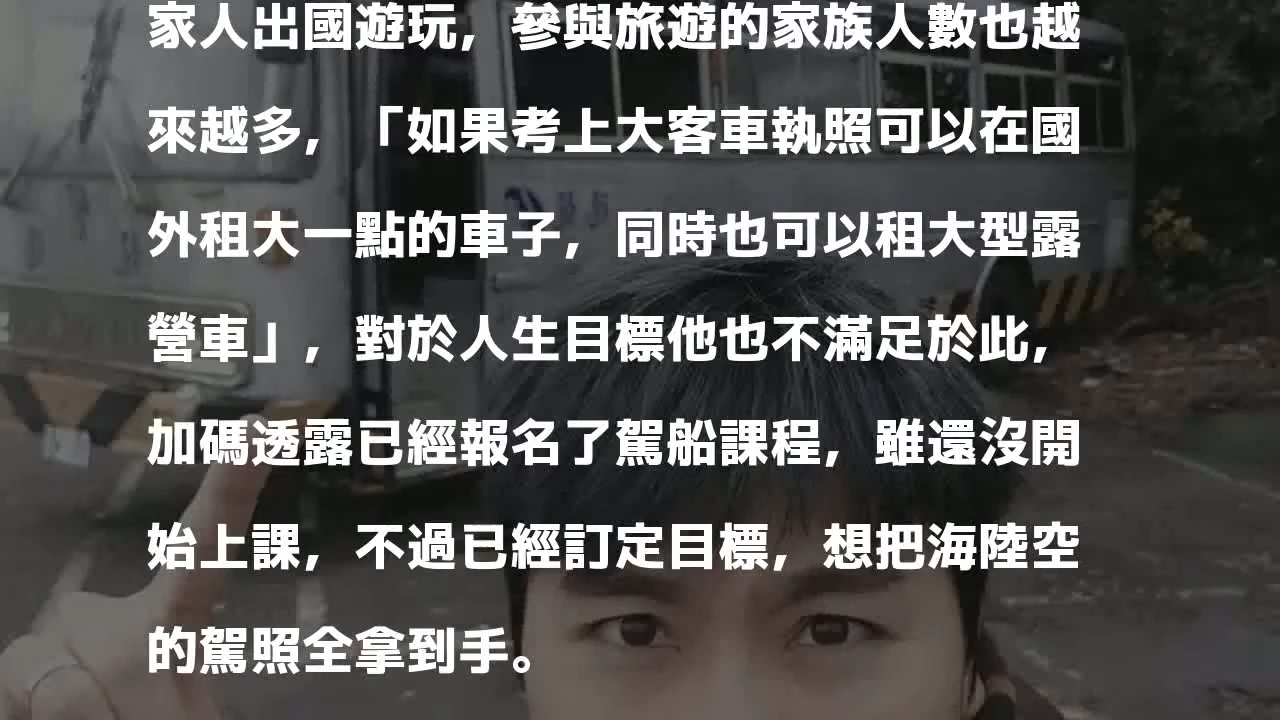 家人出國遊玩，參與旅遊的家族人數也越
來越多，「如果考上大客車執照可以在國
外租大一點的車子，同時也可以租大型露
營車」，對於人生目標他也不滿足於此，
加碼透露已經報名了駕船課程，雖還沒開
始上課，不過已經訂定目標，想把海陸空
的駕照全拿到手。